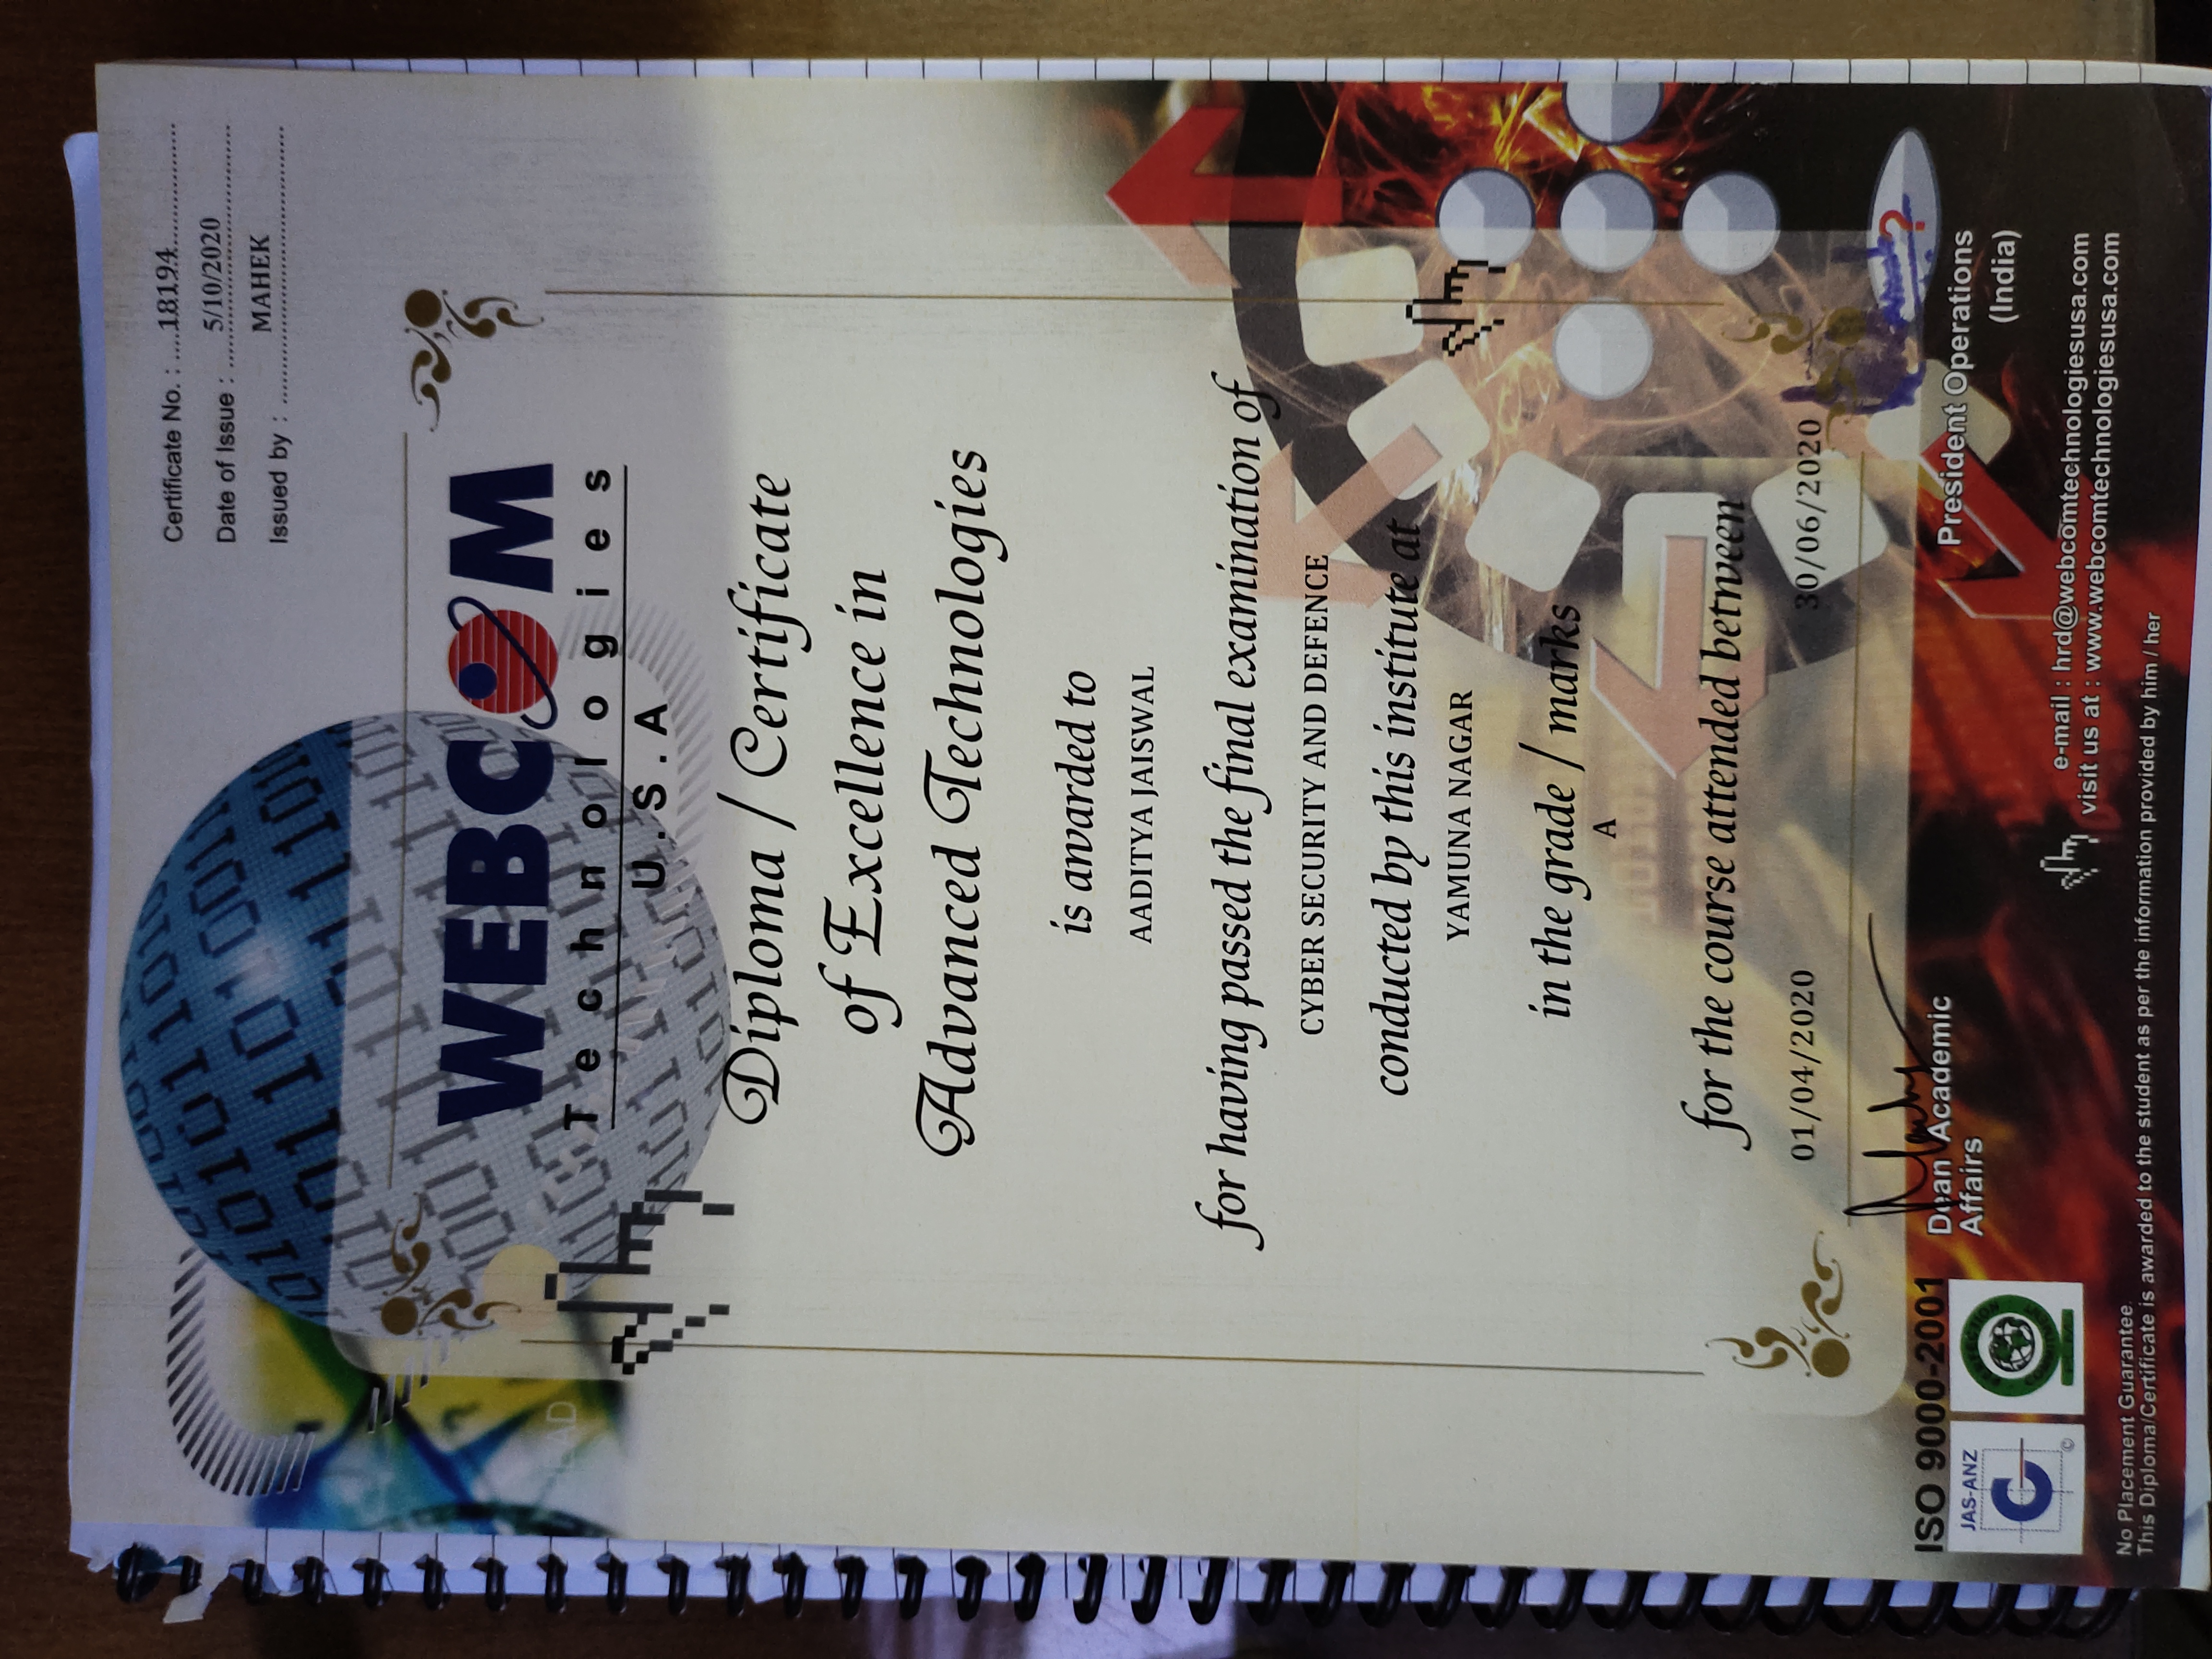 Certificate No. : ....18194....................
Date of Issue : ....5/10/2020....................
Issued by : ....MAHEK....................
WEBCOM
Technologies
U.S.A
Diploma / Certificate
of Excellence in
Advanced Technologies
is awarded to
AADITYA JAISWAL
for having passed the final examination of
CYBER SECURITY AND DEFENCE
conducted by this institute at
YAMUNA NAGAR
in the grade / marks
A
for the course attended between
01/04/2020 30/06/2020
ISO 9000-2001
JAS-ANZ
©
Dean Academic
Affairs
?
President Operations
(India)
e-mail : hrd@webcomtechnologiesusa.com
visit us at : www.webcomtechnologiesusa.com
No Placement Guarantee.
This Diploma/Certificate is awarded to the student as per the information provided by him / her